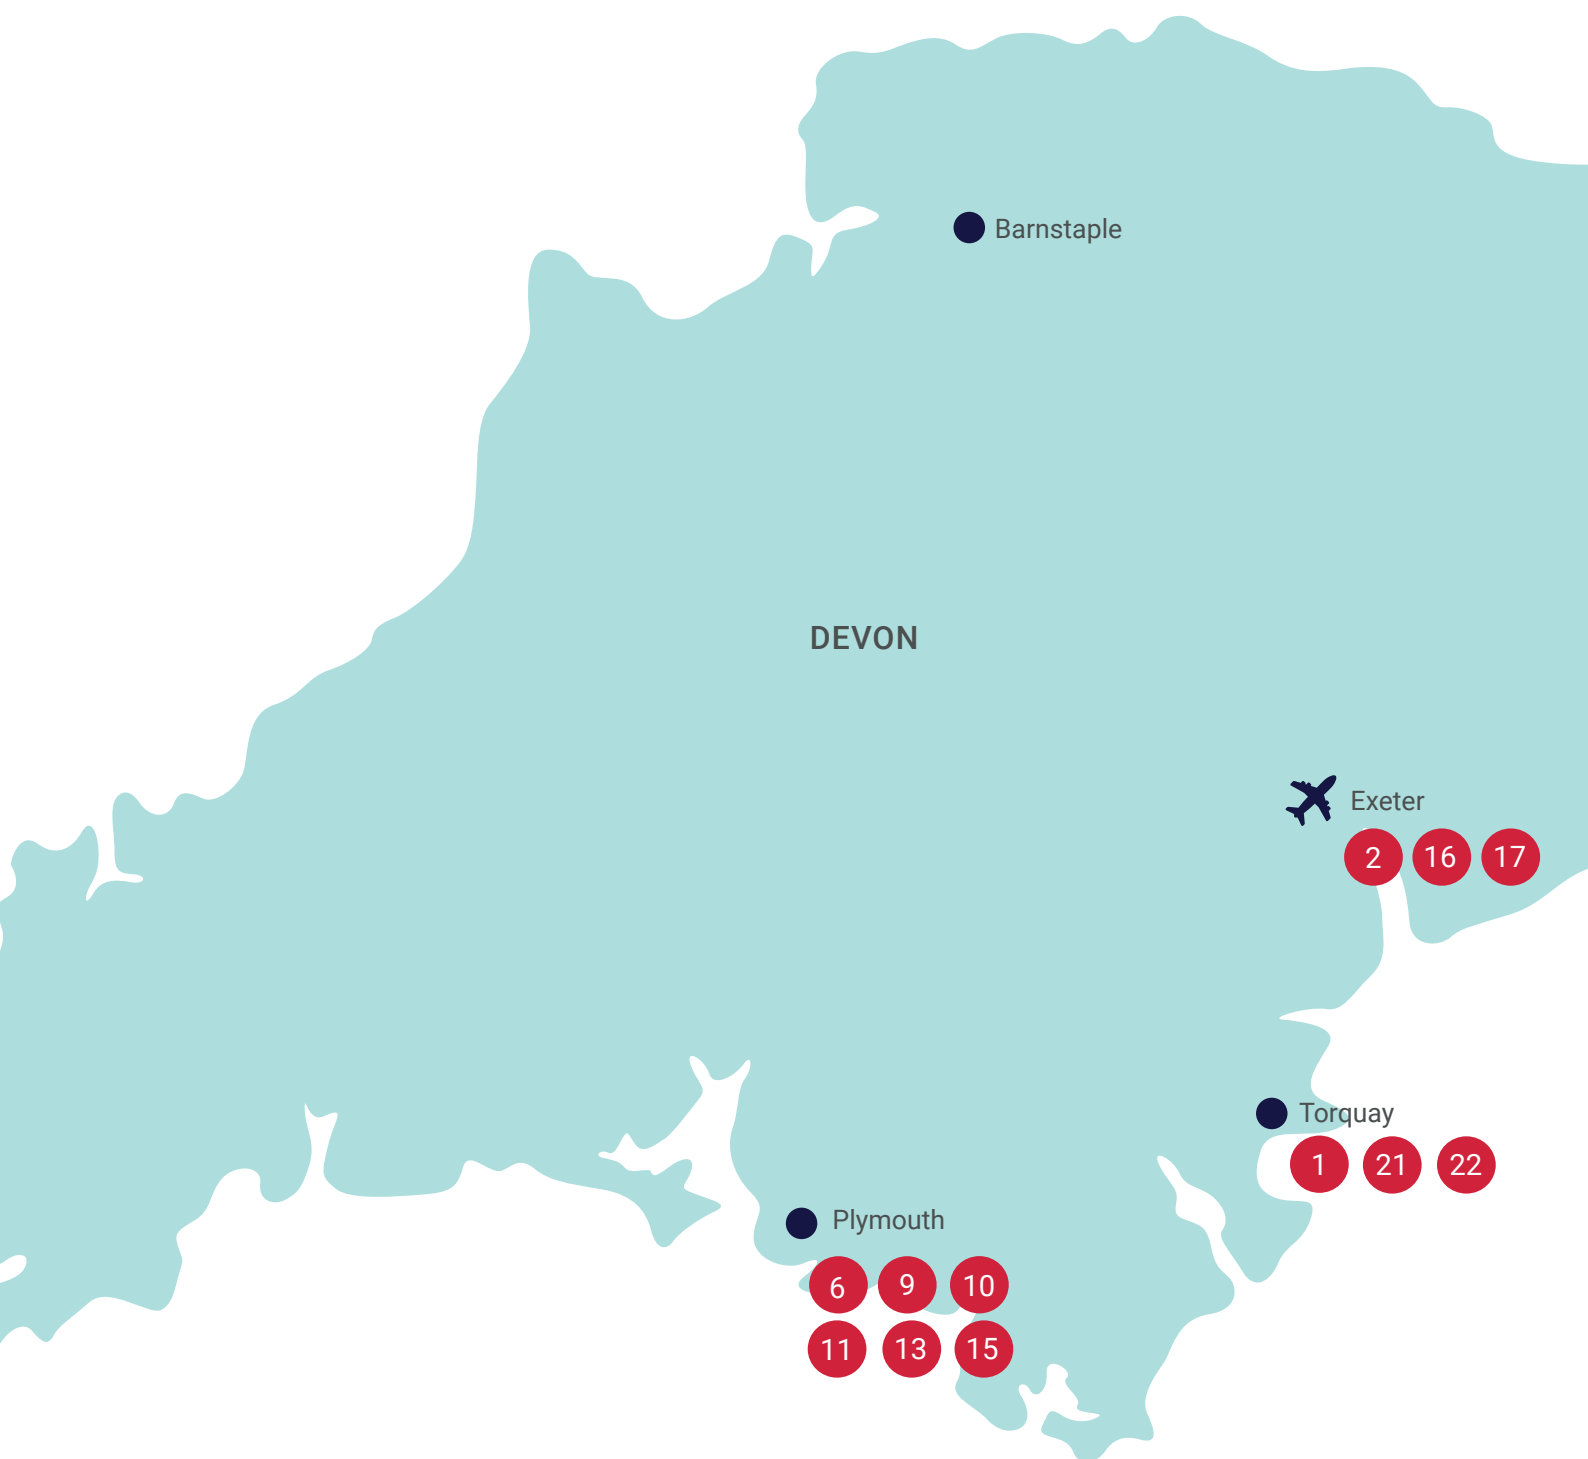 Barnstaple
DEVON
Exeter
2 16 17
Torquay
1 21 22
Plymouth
6 9 10
11 13 15